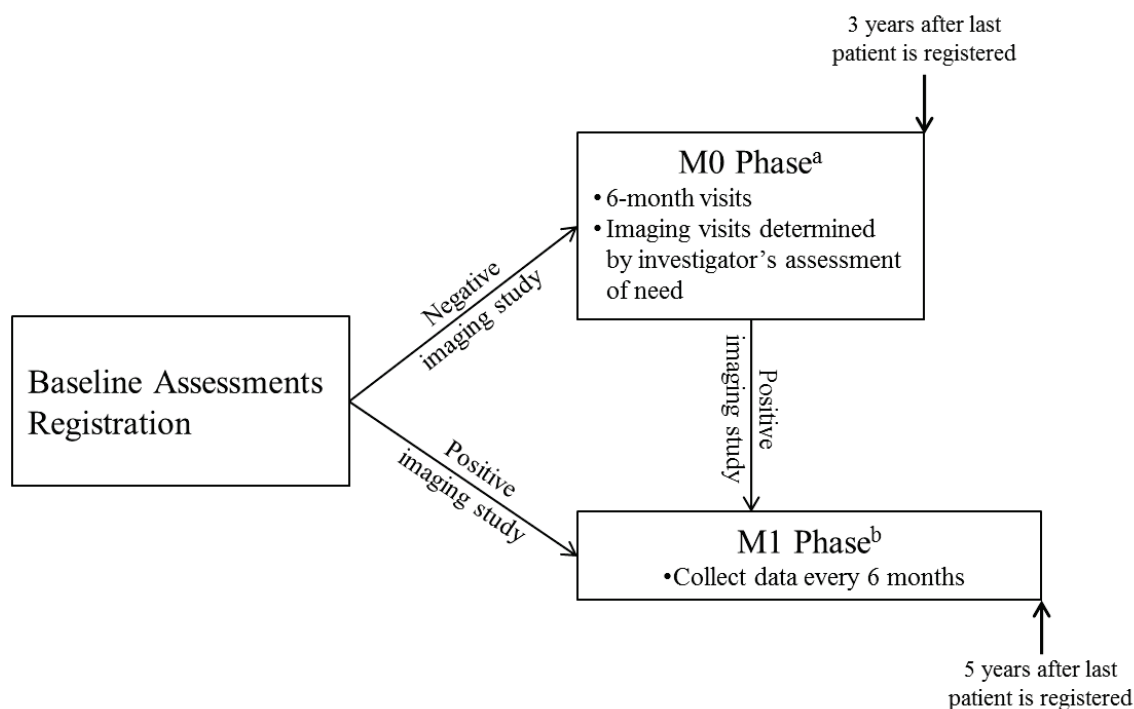 3 years after last
patient is registered
M0 Phaseᵃ
• 6-month visits
• Imaging visits determined
by investigator’s assessment
of need
Negative
imaging study
Baseline Assessments
Registration
Positive
imaging study
Positive
imaging study
M1 Phaseᵇ
•Collect data every 6 months
5 years after last
patient is registered